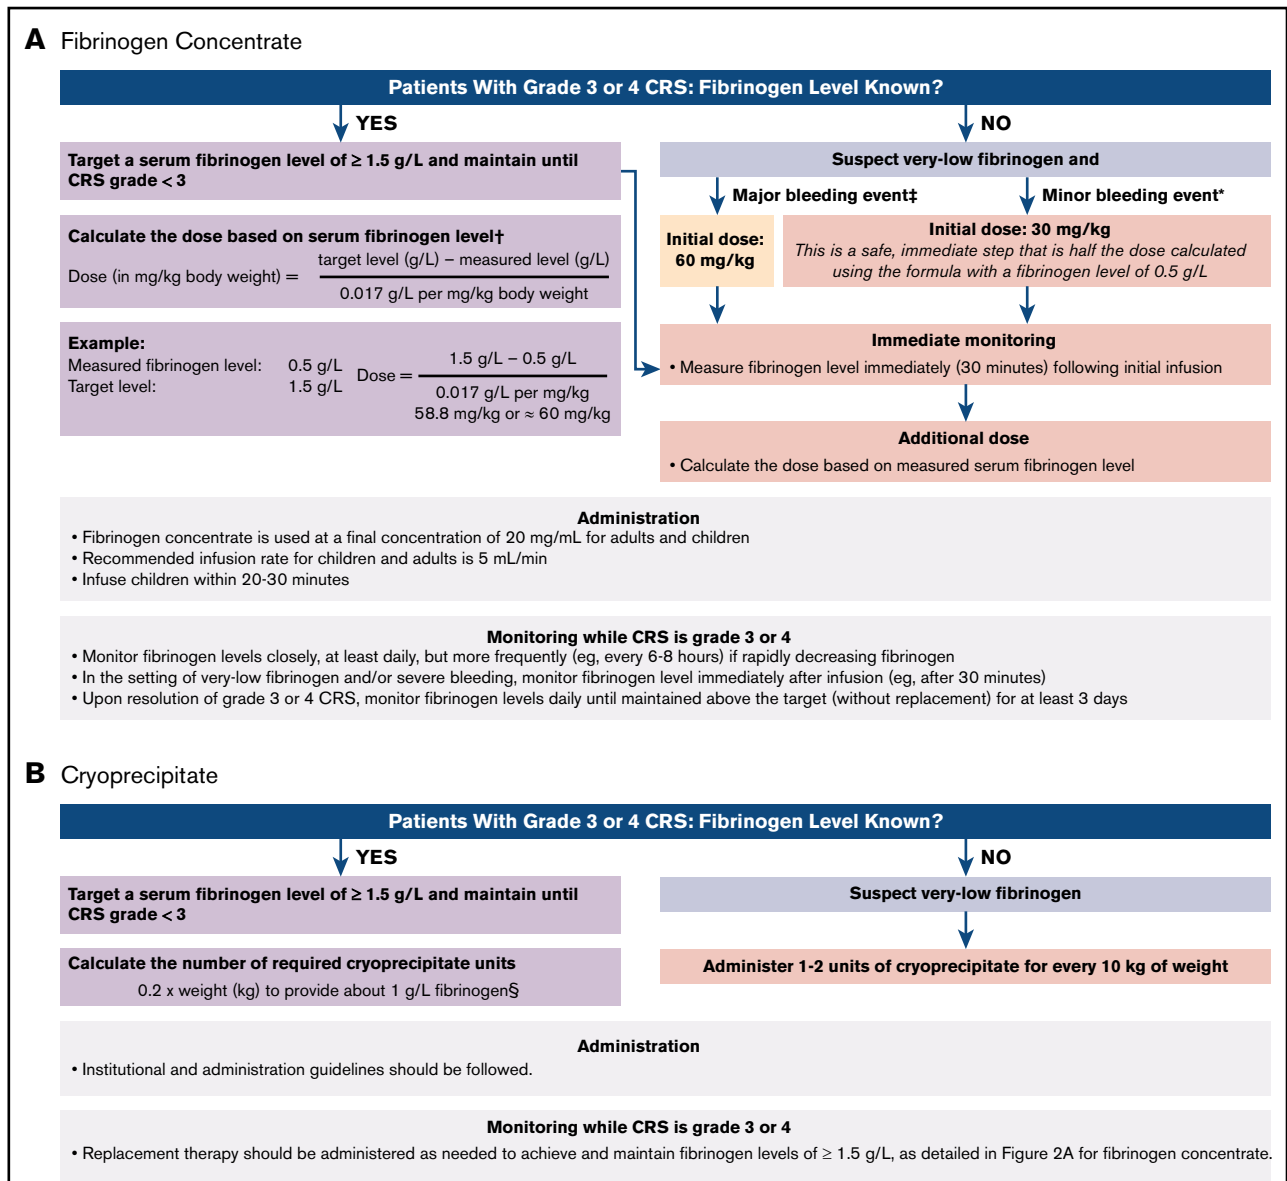 A Fibrinogen Concentrate
Patients With Grade 3 or 4 CRS: Fibrinogen Level Known?
YES
Target a serum fibrinogen level of ≥ 1.5 g/L and maintain until
CRS grade < 3
Calculate the dose based on serum fibrinogen level†
Dose (in mg/kg body weight) =
target level (g/L) – measured level (g/L)
0.017 g/L per mg/kg body weight
Example:
Measured fibrinogen level: 0.5 g/L
Target level: 1.5 g/L
Dose =
1.5 g/L – 0.5 g/L
0.017 g/L per mg/kg
58.8 mg/kg or ≈ 60 mg/kg
NO
Suspect very-low fibrinogen and
Major bleeding event‡
Minor bleeding event*
Initial dose:
60 mg/kg
Initial dose: 30 mg/kg
This is a safe, immediate step that is half the dose calculated
using the formula with a fibrinogen level of 0.5 g/L
Immediate monitoring
• Measure fibrinogen level immediately (30 minutes) following initial infusion
Additional dose
• Calculate the dose based on measured serum fibrinogen level
Administration
• Fibrinogen concentrate is used at a final concentration of 20 mg/mL for adults and children
• Recommended infusion rate for children and adults is 5 mL/min
• Infuse children within 20-30 minutes
Monitoring while CRS is grade 3 or 4
• Monitor fibrinogen levels closely, at least daily, but more frequently (eg, every 6-8 hours) if rapidly decreasing fibrinogen
• In the setting of very-low fibrinogen and/or severe bleeding, monitor fibrinogen level immediately after infusion (eg, after 30 minutes)
• Upon resolution of grade 3 or 4 CRS, monitor fibrinogen levels daily until maintained above the target (without replacement) for at least 3 days
B Cryoprecipitate
Patients With Grade 3 or 4 CRS: Fibrinogen Level Known?
YES
Target a serum fibrinogen level of ≥ 1.5 g/L and maintain until
CRS grade < 3
Calculate the number of required cryoprecipitate units
0.2 x weight (kg) to provide about 1 g/L fibrinogen§
NO
Suspect very-low fibrinogen
Administer 1-2 units of cryoprecipitate for every 10 kg of weight
Administration
• Institutional and administration guidelines should be followed.
Monitoring while CRS is grade 3 or 4
• Replacement therapy should be administered as needed to achieve and maintain fibrinogen levels of ≥ 1.5 g/L, as detailed in Figure 2A for fibrinogen concentrate.